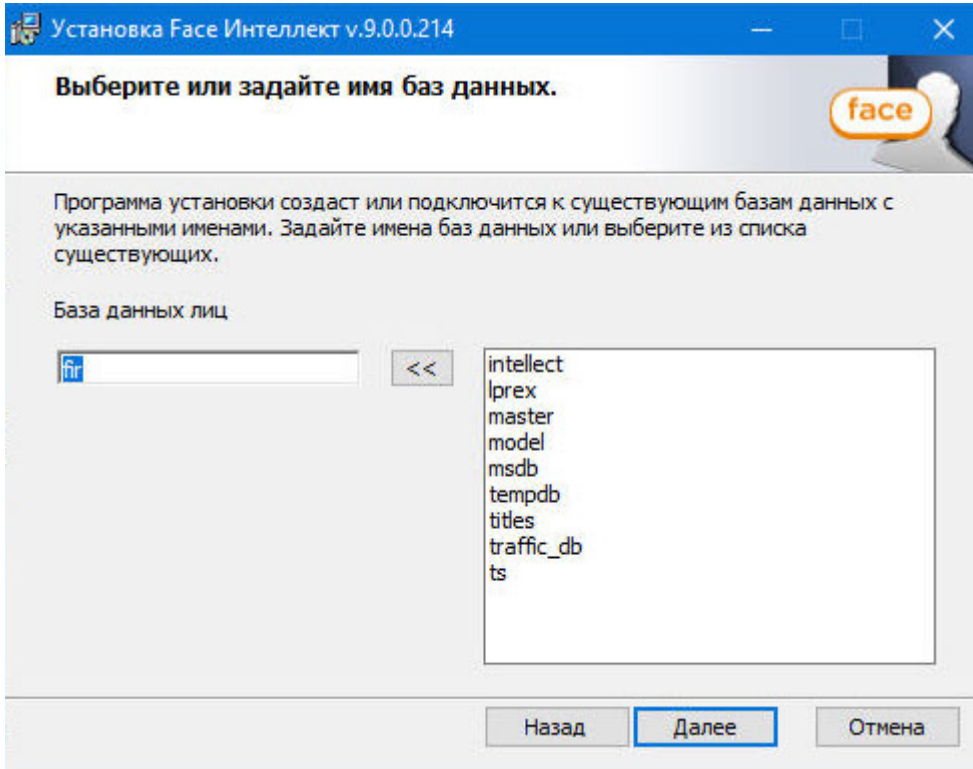 Установка Face Интеллект v.9.0.0.214
Выберите или задайте имя баз данных.
face
Программа установки создаст или подключится к существующим базам данных с
указанными именами. Задайте имена баз данных или выберите из списка
существующих.
База данных лиц
fir
<<
intellect
lprex
master
model
msdb
tempdb
titles
traffic_db
ts
Назад
Далее
Отмена